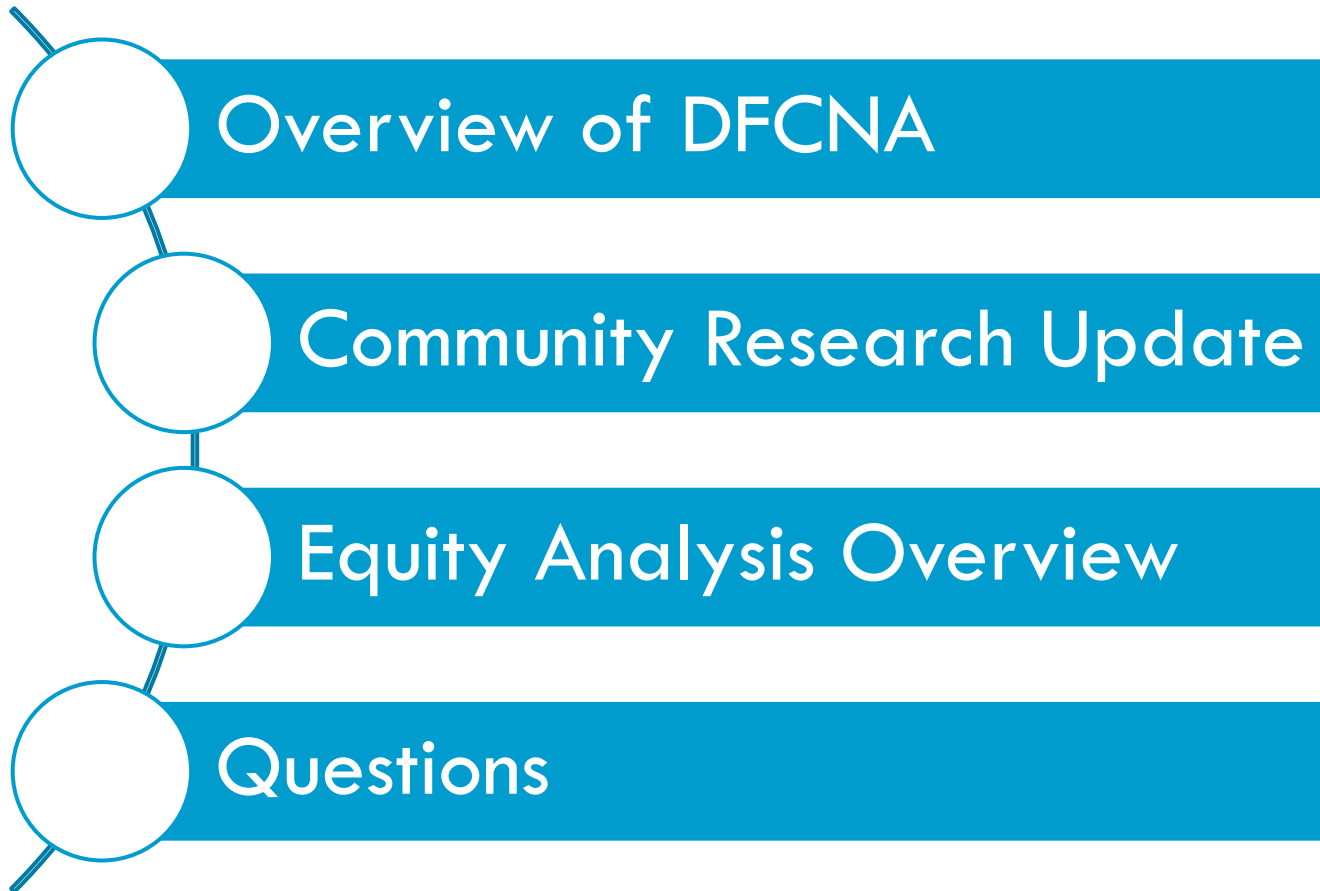 Overview of DFCNA
Community Research Update
Equity Analysis Overview
Questions